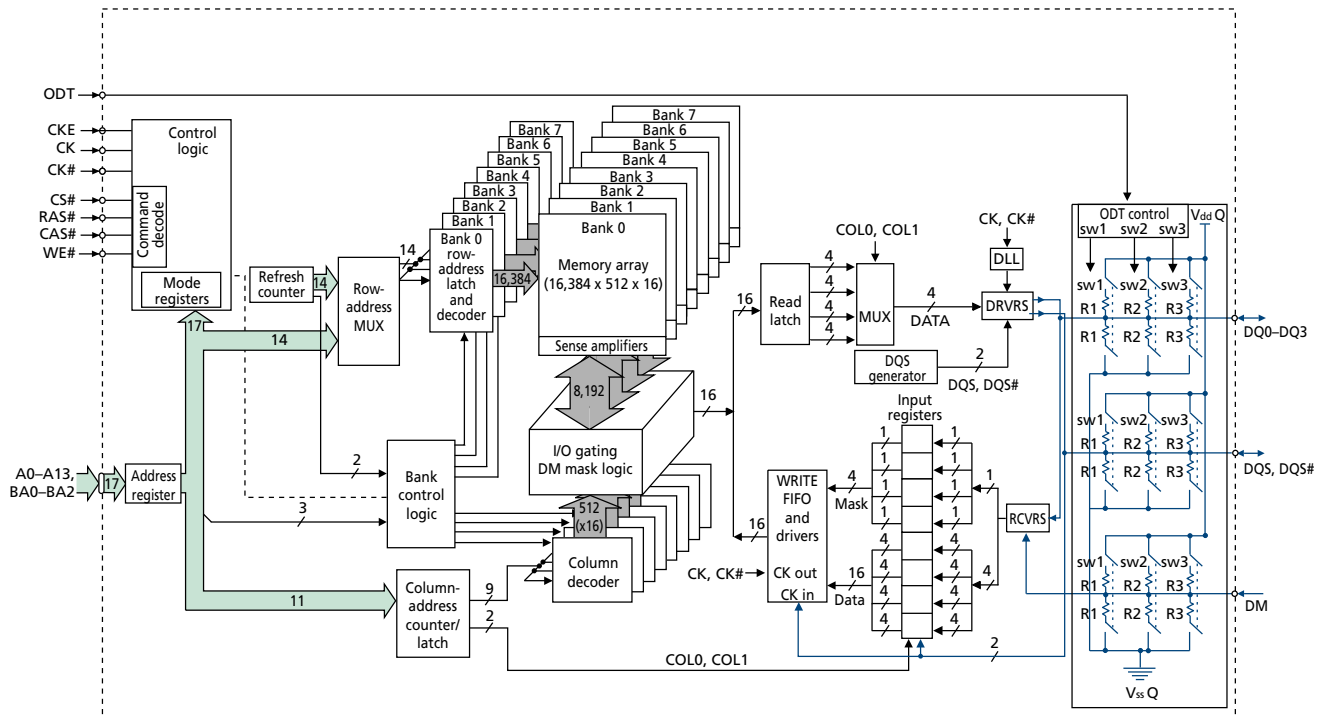 ODT
CKE
CK
CK#
CS#
RAS#
CAS#
WE#
Control
logic
Command
decode
Mode
registers
17
Refresh
counter
14
14
Row-
address
MUX
14
Bank 7
Bank 6
Bank 5
Bank 4
Bank 3
Bank 2
Bank 1
Bank 0
row-
address
latch
and
decoder
16,384
Bank 7
Bank 6
Bank 5
Bank 4
Bank 3
Bank 2
Bank 1
Bank 0
Memory array
(16,384 x 512 x 16)
Sense amplifiers
8,192
I/O gating
DM mask logic
16
512
(x16)
Column
decoder
A0–A13,
BA0–BA2
17
Address
register
2
3
Bank
control
logic
11
Column-
address
counter/
latch
9
2
COL0, COL1
16
Read
latch
4
4
4
4
COL0, COL1
MUX
4
DATA
CK, CK#
DLL
DRVRS
DQS
generator
2
DQS, DQS#
Input
registers
1
1
1
1
4
4
4
4
1
1
1
1
4
4
4
4
4
Mask
16
Data
16
WRITE
FIFO
and
drivers
CK out
CK in
CK, CK#
1
4
RCVRS
2
ODT control
sw1 sw2 sw3
Vdd Q
sw1 sw2 sw3
R1 R2 R3
R1 R2 R3
DQ0–DQ3
sw1 sw2 sw3
R1 R2 R3
R1 R2 R3
DQS, DQS#
sw1 sw2 sw3
R1 R2 R3
R1 R2 R3
DM
Vss Q